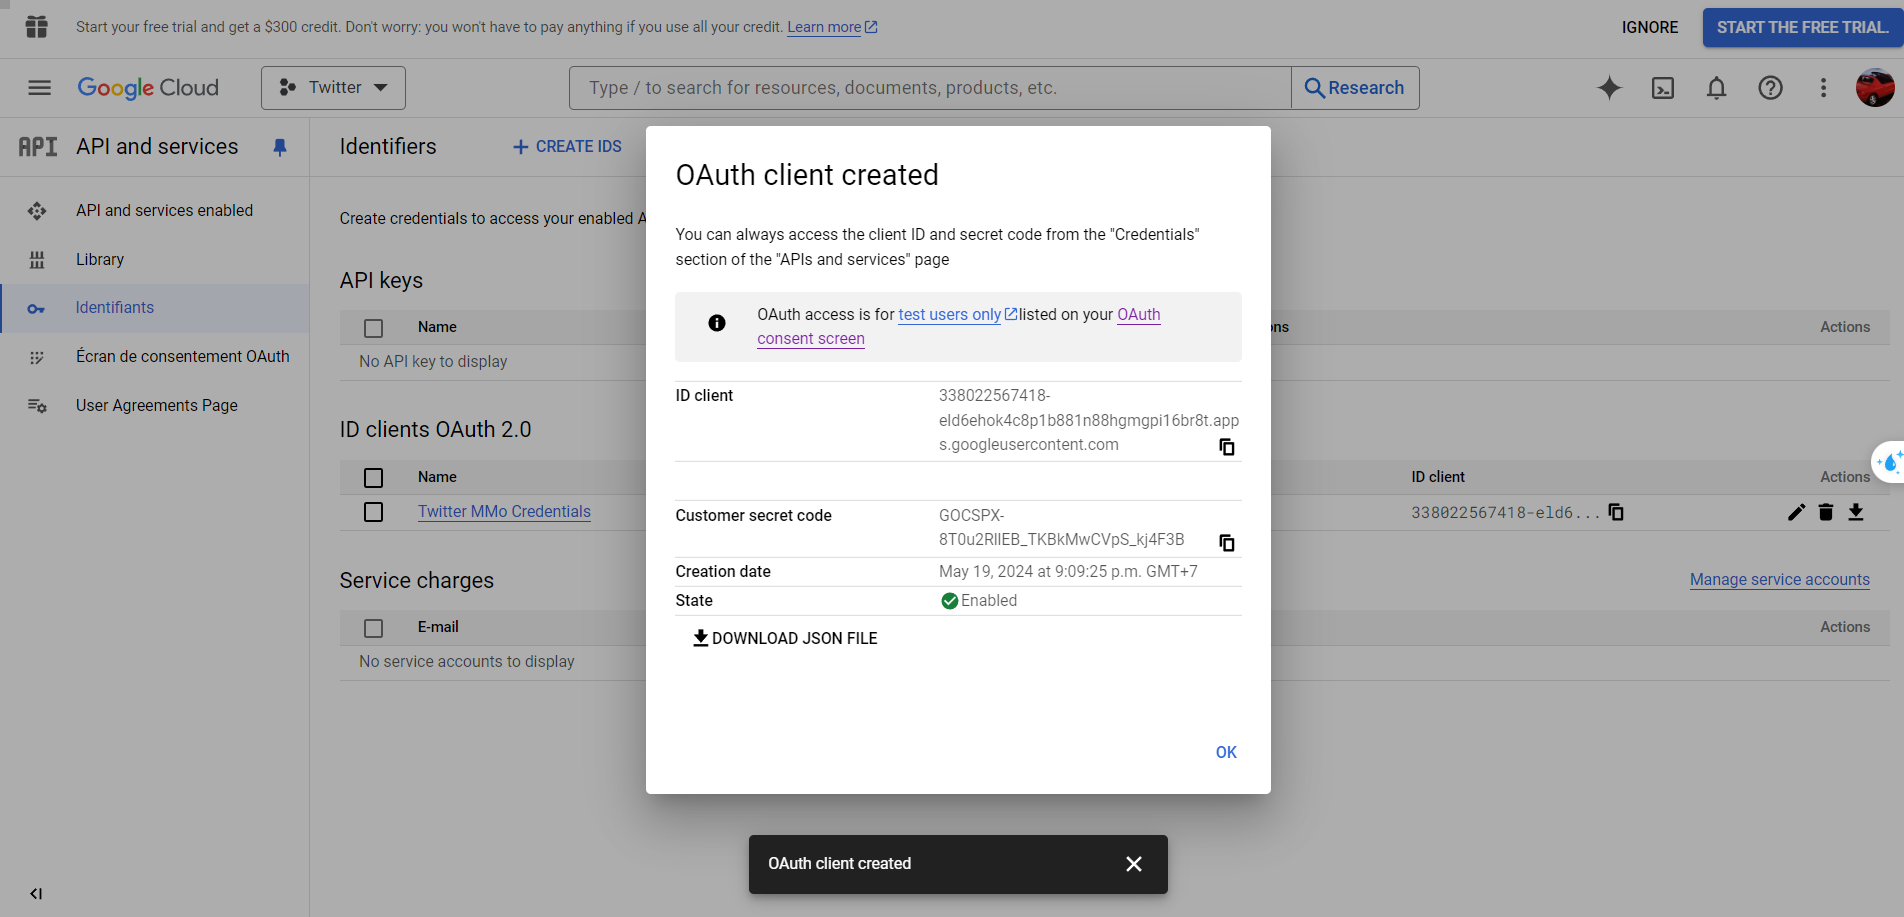 Start your free trial and get a $300 credit. Don't worry: you won't have to pay anything if you use all your credit. Learn more
IGNORE
START THE FREE TRIAL.
Google Cloud
Twitter
Type / to search for resources, documents, products, etc.
Research
API
API and services
Identifiers
CREATE IDS
API and services enabled
Library
Identifiants
Écran de consentement OAuth
User Agreements Page
Create credentials to access your enabled A
API keys
Name
ons
Actions
No API key to display
ID clients OAuth 2.0
Name
ID client
Actions
Twitter MMo Credentials
338022567418-eld6...
Service charges
Manage service accounts
E-mail
Actions
No service accounts to display
OAuth client created
You can always access the client ID and secret code from the "Credentials"
section of the "APIs and services" page
OAuth access is for test users only listed on your OAuth
consent screen
ID client
338022567418-
eld6ehok4c8p1b881n88hgmgpi16br8t.app
s.googleusercontent.com
Customer secret code
GOCSPX-
8T0u2RIlEB_TKBkMwCVpS_kj4F3B
Creation date
May 19, 2024 at 9:09:25 p.m. GMT+7
State
Enabled
DOWNLOAD JSON FILE
OK
OAuth client created